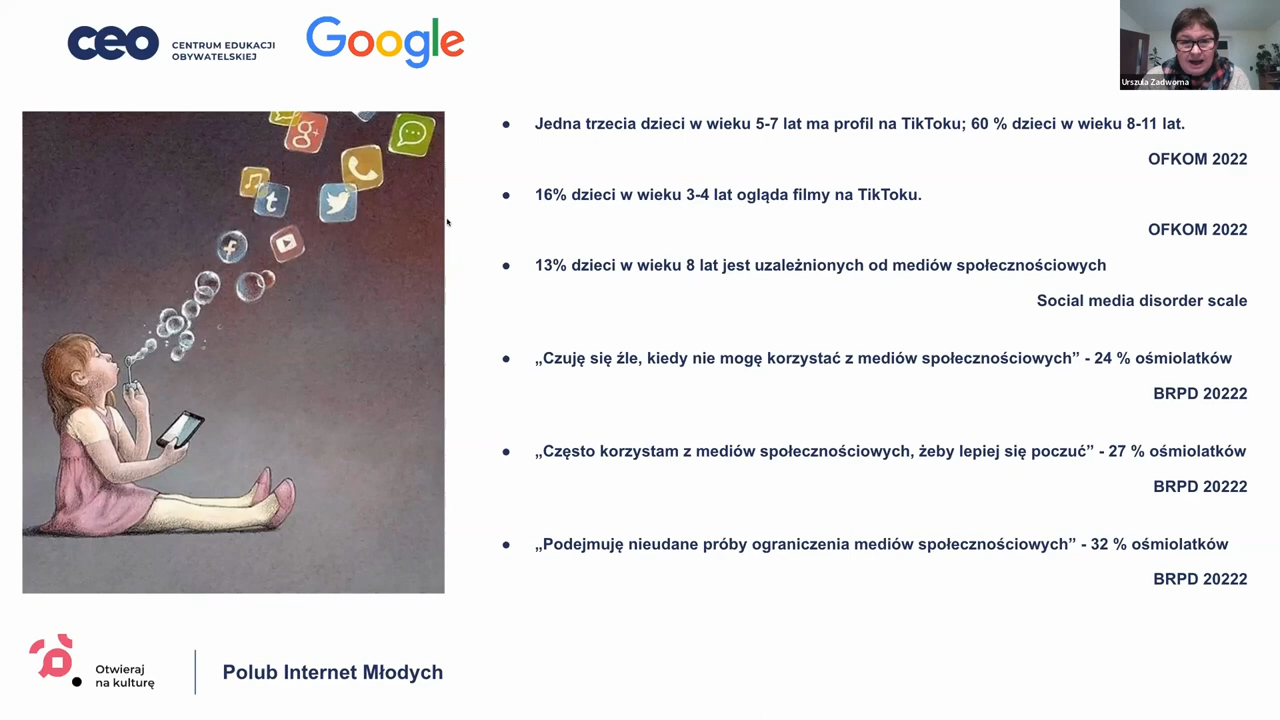 ceo
CENTRUM EDUKACJI
OBYWATELSKIEJ
Google
Urszula Zadworna
g+
t
f
• Jedna trzecia dzieci w wieku 5-7 lat ma profil na TikToku; 60 % dzieci w wieku 8-11 lat.
OFKOM 2022
• 16% dzieci w wieku 3-4 lat ogląda filmy na TikToku.
OFKOM 2022
• 13% dzieci w wieku 8 lat jest uzależnionych od mediów społecznościowych
Social media disorder scale
• „Czuję się źle, kiedy nie mogę korzystać z mediów społecznościowych” - 24 % ośmiolatków
BRPD 20222
• „Często korzystam z mediów społecznościowych, żeby lepiej się poczuć” - 27 % ośmiolatków
BRPD 20222
• „Podejmuję nieudane próby ograniczenia mediów społecznościowych” - 32 % ośmiolatków
BRPD 20222
Otwieraj
na kulturę
Polub Internet Młodych